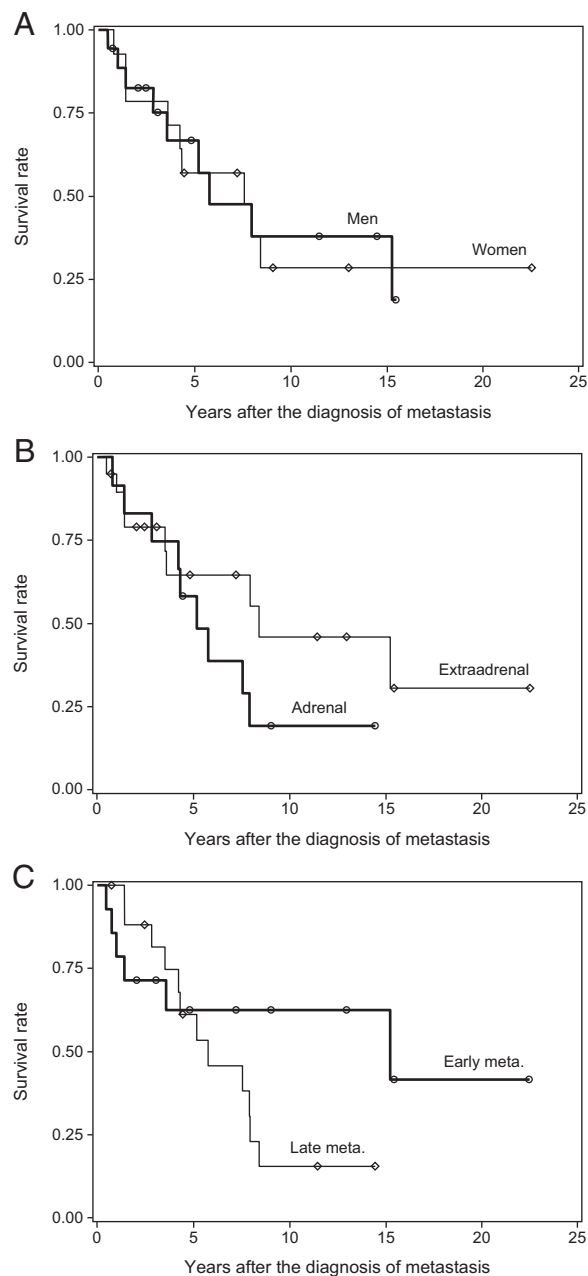 A
1.00
0.75
0.50
0.25
0.00
Survival rate
Men
Women
0 5 10 15 20 25
Years after the diagnosis of metastasis
B
1.00
0.75
0.50
0.25
0.00
Survival rate
Extraadrenal
Adrenal
0 5 10 15 20 25
Years after the diagnosis of metastasis
C
1.00
0.75
0.50
0.25
0.00
Survival rate
Early meta.
Late meta.
0 5 10 15 20 25
Years after the diagnosis of metastasis